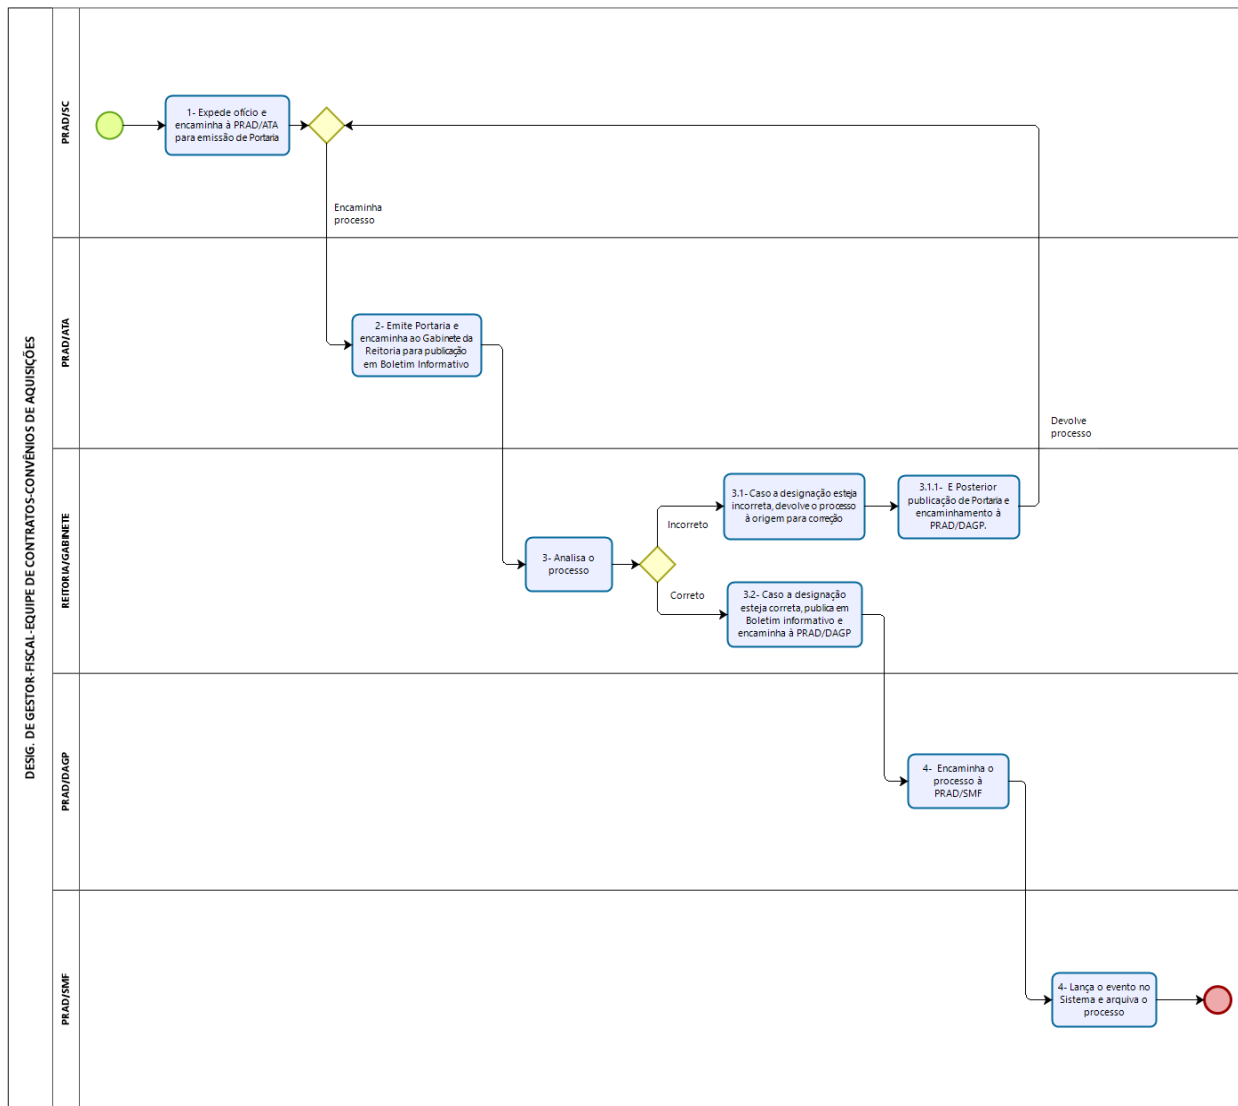 DESIG. DE GESTOR-FISCAL-EQUIPE DE CONTRATOS-CONVÊNIOS DE AQUISIÇÕES
PRAD/SC
1- Expede ofício e
encaminha à PRAD/ATA
para emissão de Portaria
Encaminha
processo
PRAD/ATA
2- Emite Portaria e
encaminha ao Gabinete da
Reitoria para publicação
em Boletim Informativo
Devolve
processo
REITORIA/GABINETE
3- Analisa o
processo
Incorreto
3.1- Caso a designação esteja
incorreta, devolve o processo
à origem para correção
3.1.1- E Posterior
publicação de Portaria e
encaminhamento à
PRAD/DAGP.
Correto
3.2- Caso a designação
esteja correta, publica em
Boletim informativo e
encaminha à PRAD/DAGP
PRAD/DAGP
4- Encaminha o
processo à
PRAD/SMF
PRAD/SMF
4- Lança o evento no
Sistema e arquiva o
processo